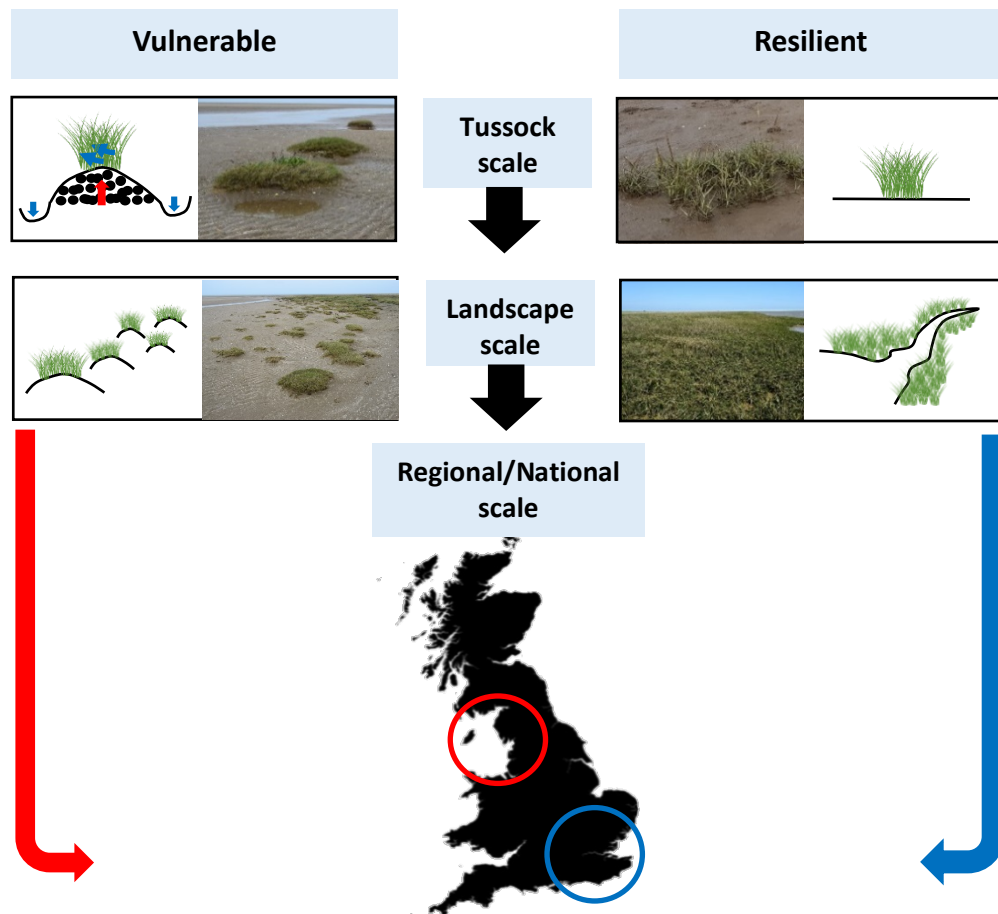 Vulnerable
Resilient
Tussock
scale
Landscape
scale
Regional/National
scale